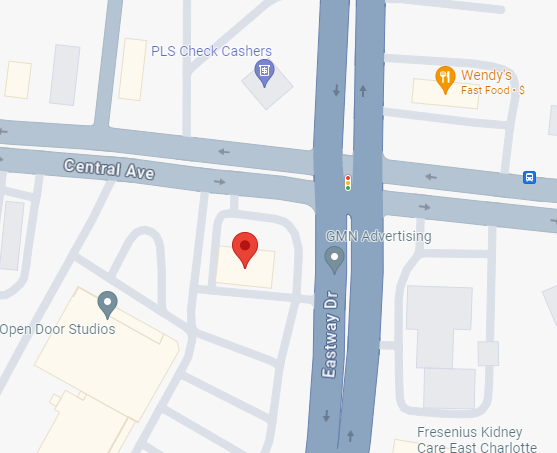 PLS Check Cashers
Wendy's
Fast Food • $
Central Ave
GMN Advertising
Eastway Dr
Open Door Studios
Fresenius Kidney
Care East Charlotte